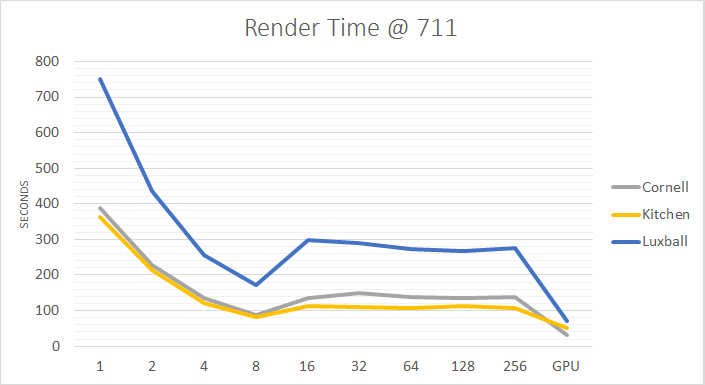 Render Time @ 711
800
700
600
500
400
300
200
100
0
SECONDS
1 2 4 8 16 32 64 128 256 GPU
Cornell
Kitchen
Luxball